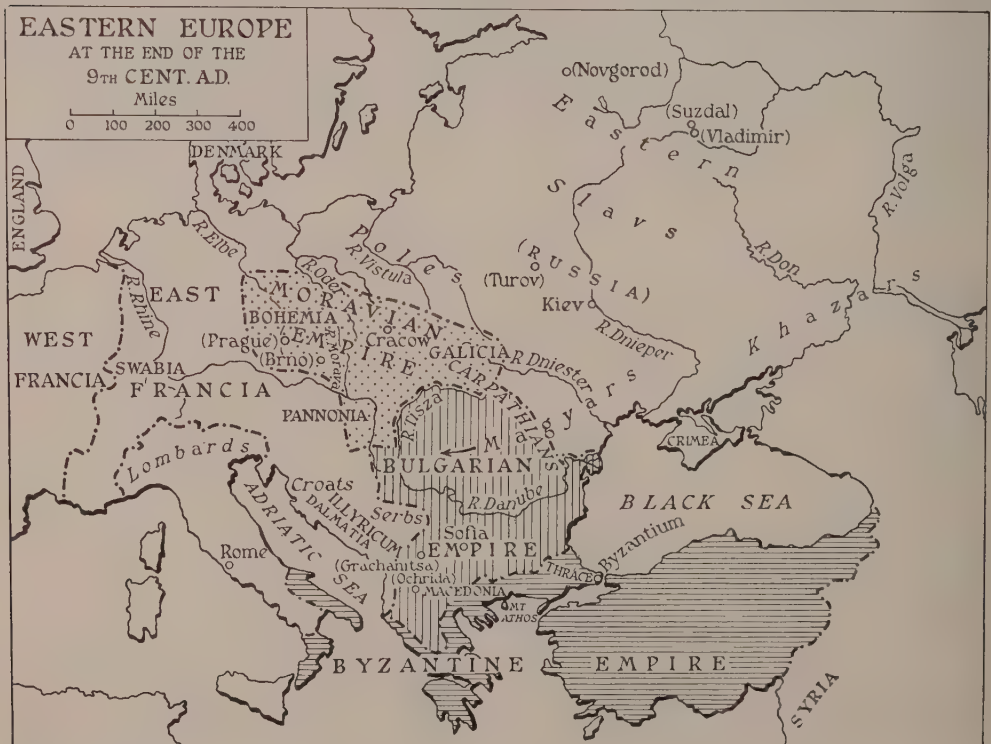 EASTERN EUROPE
AT THE END OF THE
9TH CENT. A.D.
Miles
0 100 200 300 400
(Novgorod)
(Suzdal)
(Vladimir)
Eastern
Slavs
(RUSSIA)
DENMARK
ENGLAND
R. Elbe
R. Volga
Poles
R. Vistula
R. Oder
(Turov)
Kiev
R. Don
R. Dnieper
Khazars
R. Rhine
EAST
FRANCIA
WEST
FRANCIA
SWABIA
MORAVIAN
EMPIRE
BOHEMIA
(Prague)
(Brno)
R. Morava
Cracow
GALICIA
R. Dniester
CARPATHIANS
PANNONIA
R. Tisza
Magyars
CRIMEA
Lombards
BULGARIAN
EMPIRE
R. Danube
BLACK SEA
Croats
ILLYRICUM
DALMATIA
Serbs
ADRIATIC SEA
Sofia
Rome
(Grachanitsa)
(Ochrida)
MACEDONIA
THRACE
Byzantium
MT
ATHOS
BYZANTINE EMPIRE
SYRIA